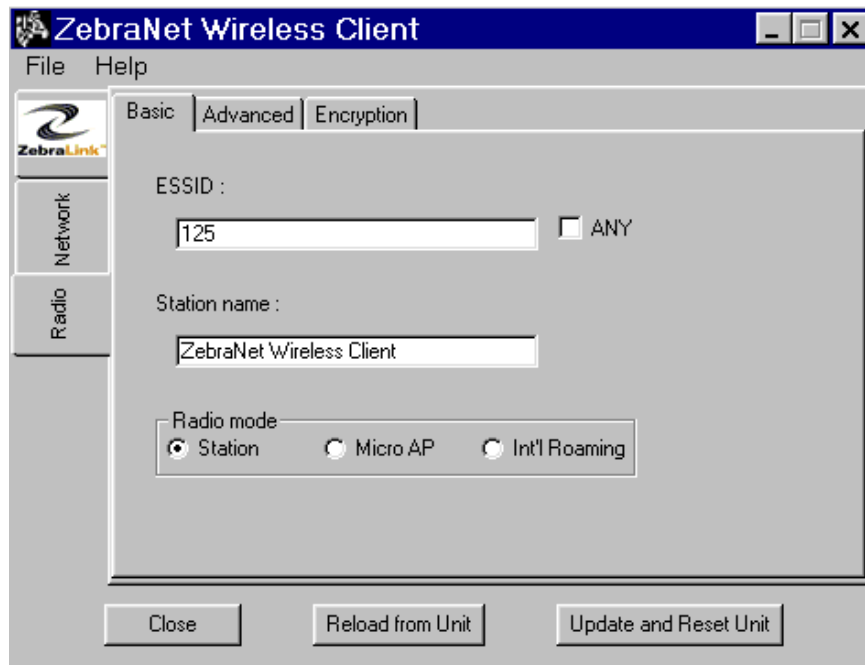 ZebraNet Wireless Client
File Help
ZebraLink™
Network
Radio
Basic Advanced Encryption
ESSID :
125
ANY
Station name :
ZebraNet Wireless Client
Radio mode
Station Micro AP Int'l Roaming
Close Reload from Unit Update and Reset Unit